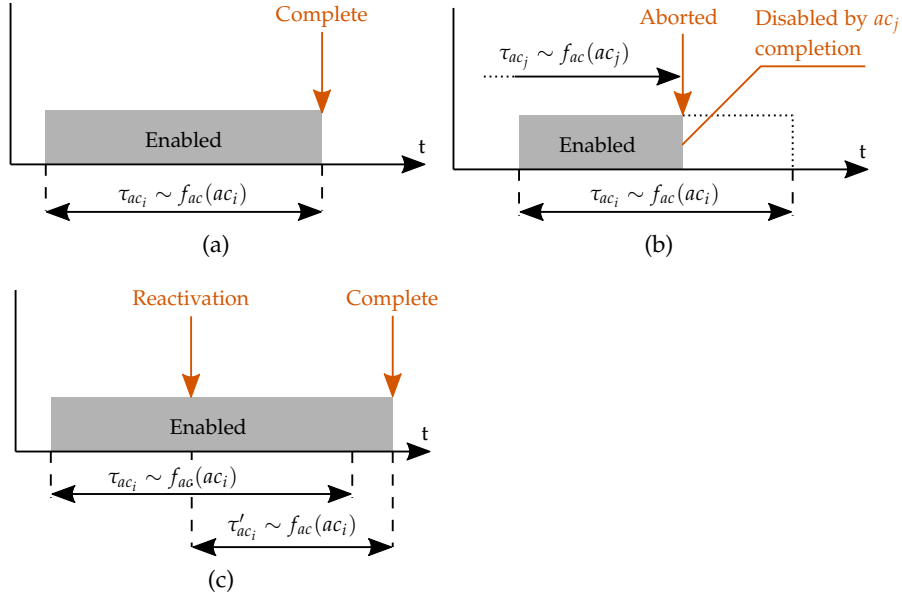 Complete
Enabled
t
τ_{ac_i} ∼ f_{ac}(ac_i)
(a)
Aborted
Disabled by ac_j
completion
τ_{ac_j} ∼ f_{ac}(ac_j)
Enabled
t
τ_{ac_i} ∼ f_{ac}(ac_i)
(b)
Reactivation
Complete
Enabled
t
τ_{ac_i} ∼ f_{ac}(ac_i)
τ'_{ac_i} ∼ f_{ac}(ac_i)
(c)